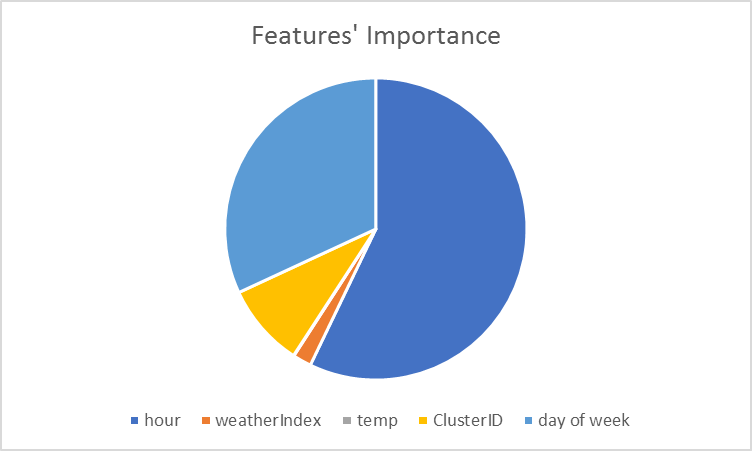 Features' Importance
hour weatherIndex temp ClusterID day of week